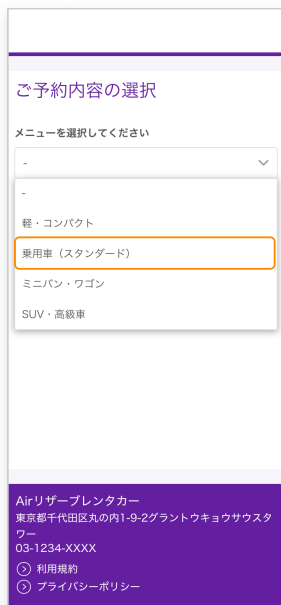 ご予約内容の選択
メニューを選択してください
-
-
軽・コンパクト
乗用車（スタンダード）
ミニバン・ワゴン
SUV・高級車
Airリザーブレンタカー
東京都千代田区丸の内1-9-2グラントウキョウサウスタ
ワー
03-1234-XXXX
利用規約
プライバシーポリシー